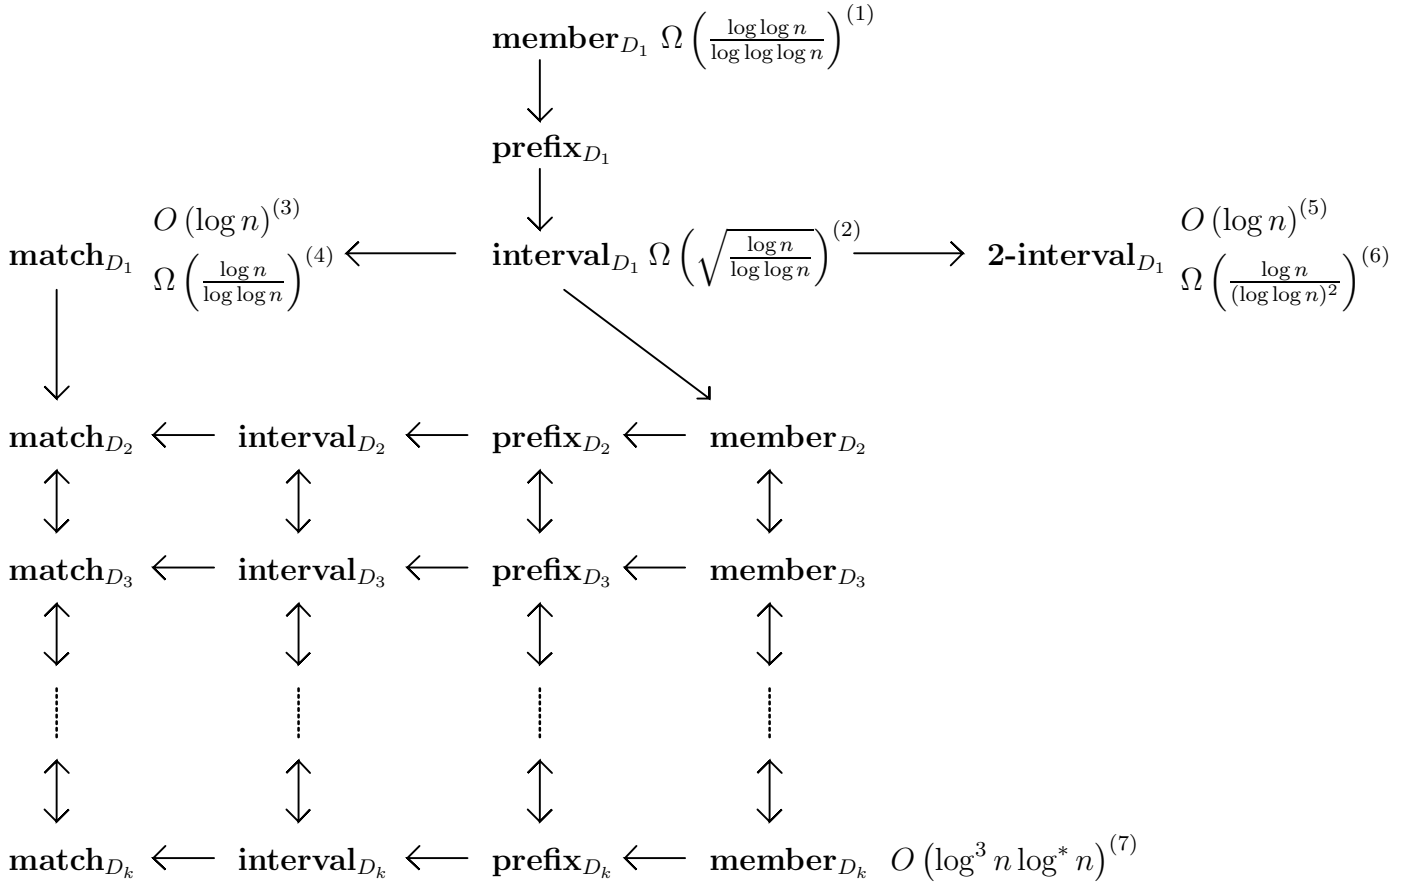 member_{D_1} Ω(log log n / log log log n)^{(1)}
prefix_{D_1}
match_{D_1} O(log n)^{(3)} Ω(log n / log log n)^{(4)}
interval_{D_1} Ω(√(log n / log log n))^{(2)}
2-interval_{D_1} O(log n)^{(5)} Ω(log n / (log log n)^2)^{(6)}
match_{D_2} interval_{D_2} prefix_{D_2} member_{D_2}
match_{D_3} interval_{D_3} prefix_{D_3} member_{D_3}
match_{D_k} interval_{D_k} prefix_{D_k} member_{D_k} O(log^3 n log^* n)^{(7)}